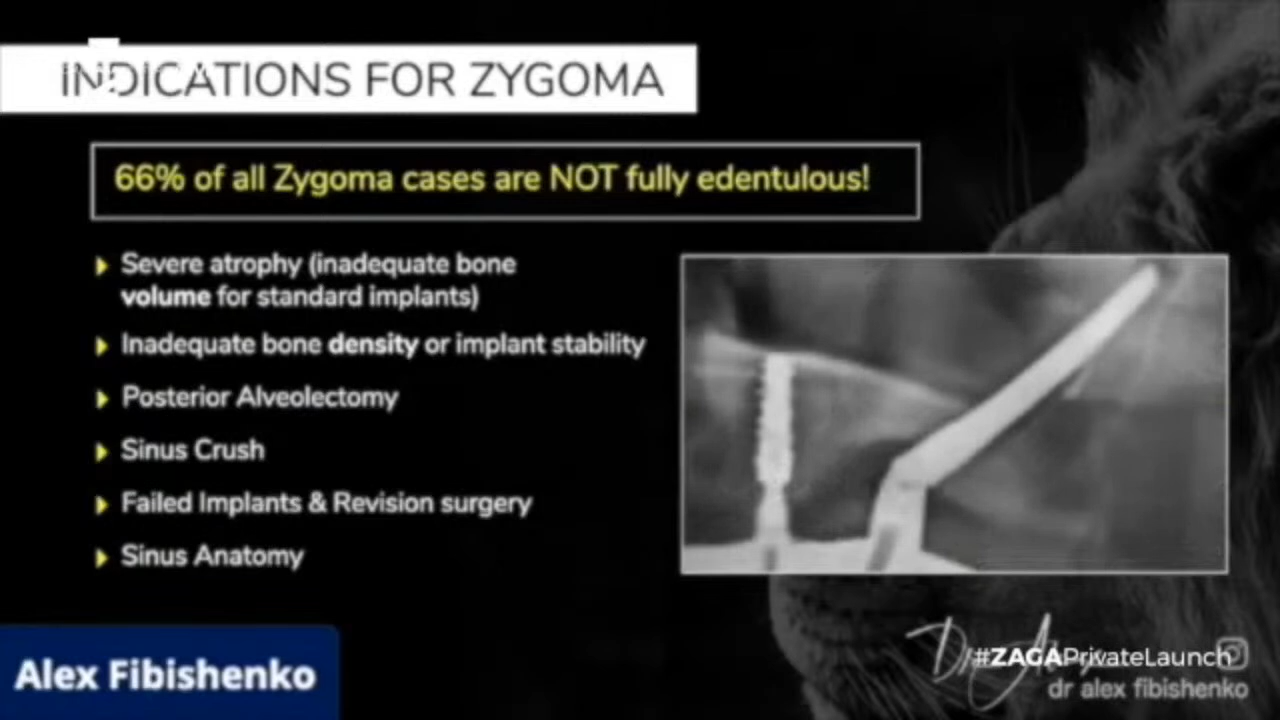 INDICATIONS FOR ZYGOMA
66% of all Zygoma cases are NOT fully edentulous!
Severe atrophy (inadequate bone
volume for standard implants)
Inadequate bone density or implant stability
Posterior Alveolectomy
Sinus Crush
Failed Implants & Revision surgery
Sinus Anatomy
Alex Fibishenko
#ZAGAPrivateLaunch
dr alex fibishenko